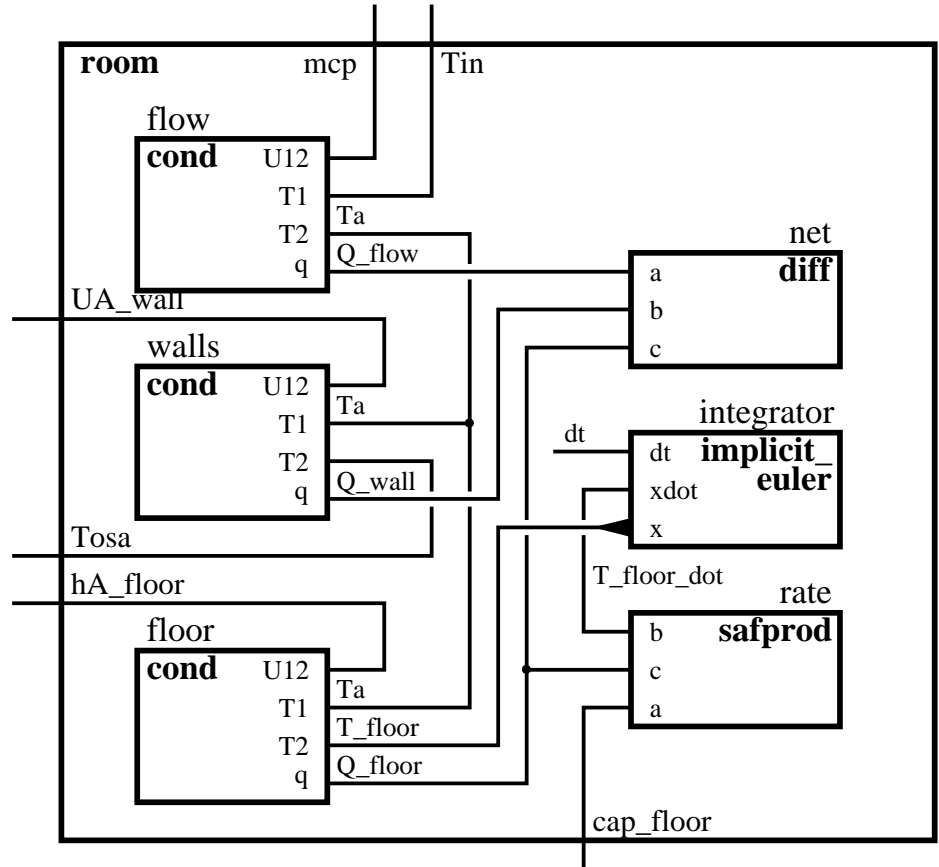 room
mcp
Tin
flow
cond
U12
T1
T2
q
Ta
Q_flow
net
diff
a
b
c
UA_wall
walls
cond
U12
T1
T2
q
Ta
Q_wall
integrator
implicit_
euler
dt
dt
xdot
x
Tosa
hA_floor
T_floor_dot
floor
cond
U12
T1
T2
q
Ta
T_floor
Q_floor
rate
safprod
b
c
a
cap_floor